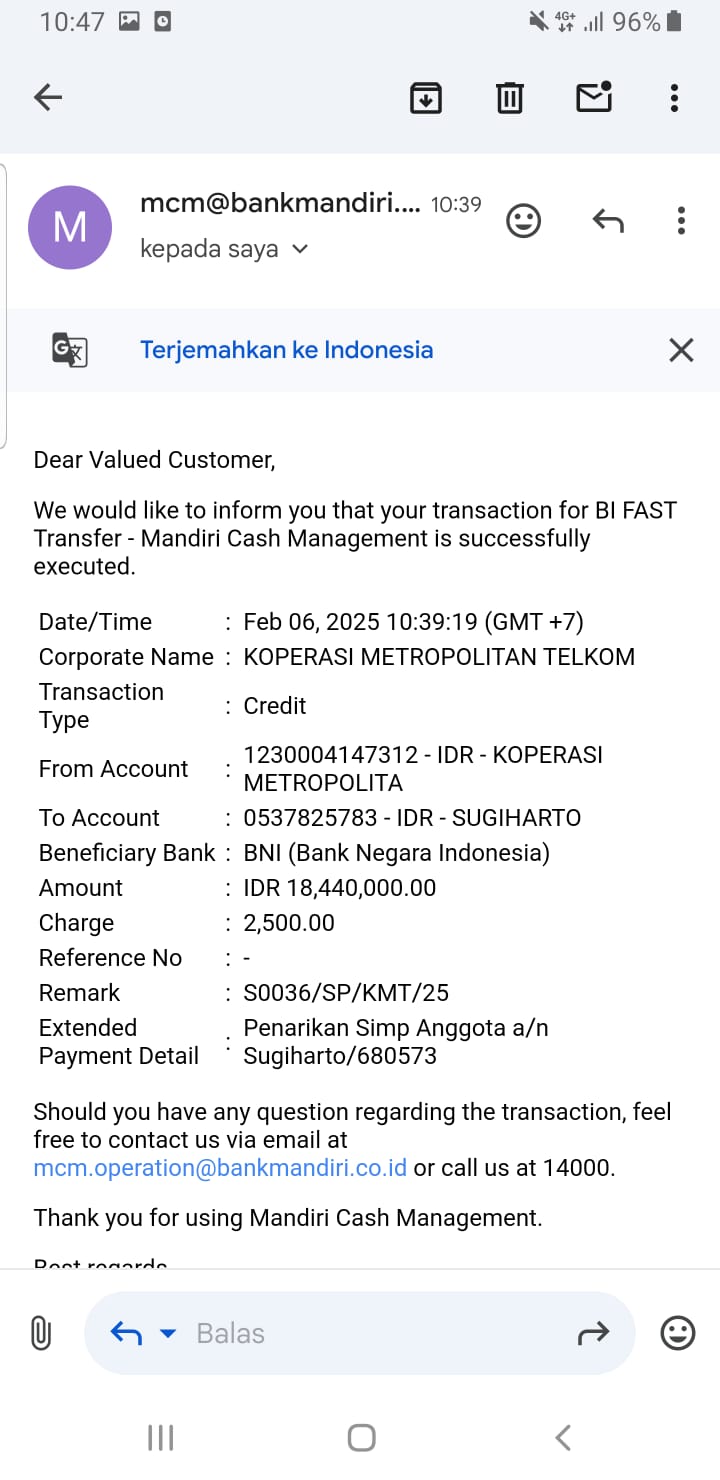 10:47 4G+ 96%
M
mcm@bankmandiri.... 10:39
kepada saya
G 文 Terjemahkan ke Indonesia
Dear Valued Customer,
We would like to inform you that your transaction for BI FAST
Transfer - Mandiri Cash Management is successfully
executed.
Date/Time : Feb 06, 2025 10:39:19 (GMT +7)
Corporate Name : KOPERASI METROPOLITAN TELKOM
Transaction
Type : Credit
From Account : 1230004147312 - IDR - KOPERASI
METROPOLITA
To Account : 0537825783 - IDR - SUGIHARTO
Beneficiary Bank : BNI (Bank Negara Indonesia)
Amount : IDR 18,440,000.00
Charge : 2,500.00
Reference No : -
Remark : S0036/SP/KMT/25
Extended
Payment Detail : Penarikan Simp Anggota a/n
Sugiharto/680573
Should you have any question regarding the transaction, feel
free to contact us via email at
mcm.operation@bankmandiri.co.id or call us at 14000.
Thank you for using Mandiri Cash Management.
Best regards
Balas